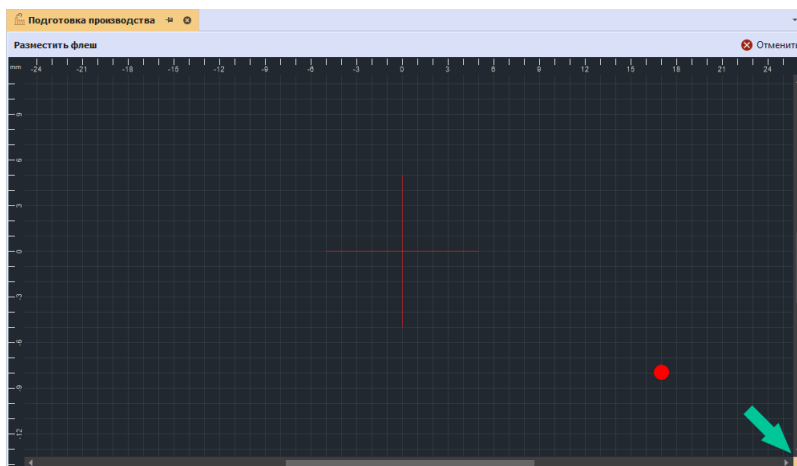 Подготовка производства
Разместить флеш
Отменить
mm -24 -21 -18 -15 -12 -9 -6 -3 0 3 6 9 12 15 18 21 24
9
6
3
0
-3
-6
-9
-12